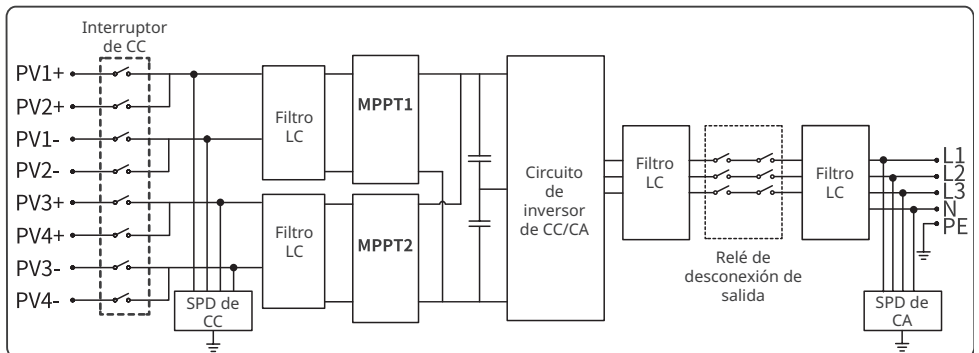 Interruptor
de CC
PV1+
PV2+
PV1-
PV2-
PV3+
PV4+
PV3-
PV4-
SPD de
CC
Filtro
LC
Filtro
LC
MPPT1
MPPT2
Circuito
de
inversor
de CC/CA
Filtro
LC
Relé de
desconexión de
salida
Filtro
LC
L1
L2
L3
N
PE
SPD de
CA